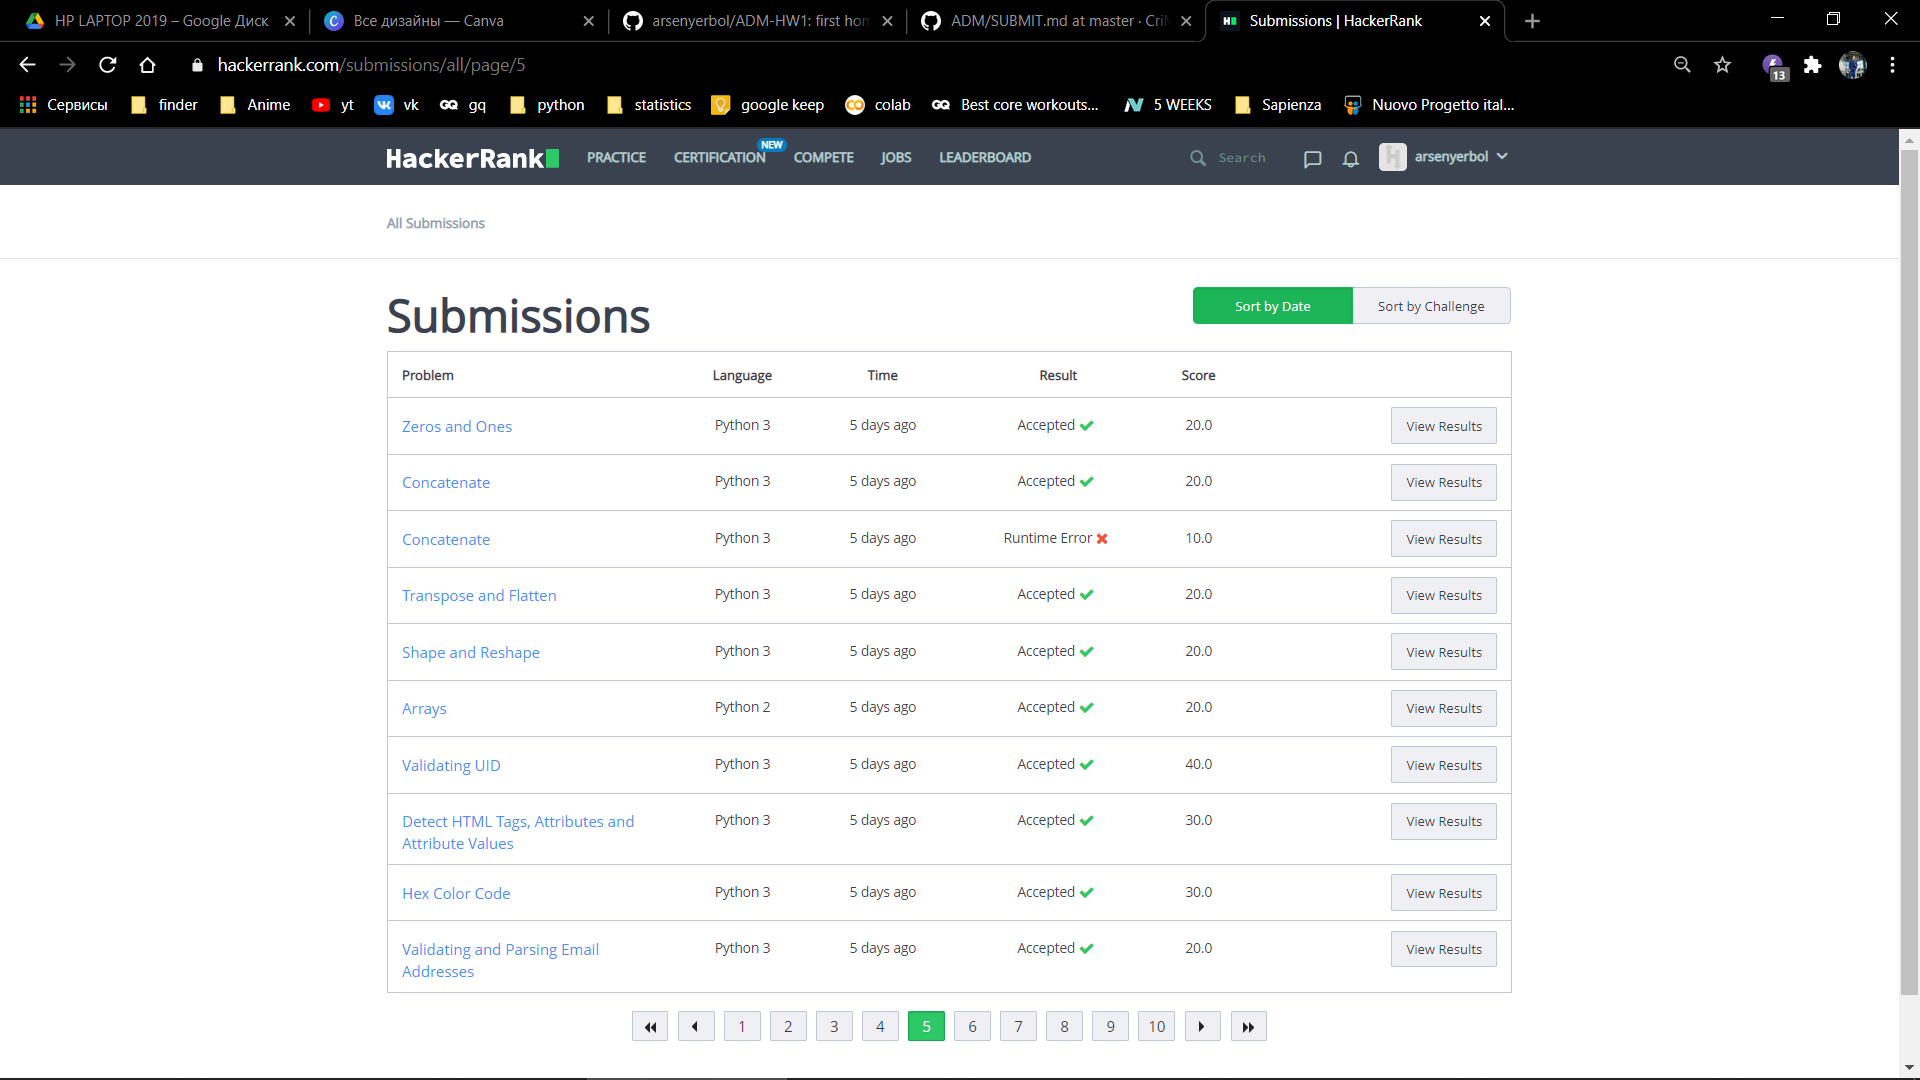 HP LAPTOP 2019 – Google Диск
Все дизайны — Canva
arsenyerbol/ADM-HW1: first hom
ADM/SUBMIT.md at master · CriM
Submissions | HackerRank
hackerrank.com/submissions/all/page/5
13
Сервисы finder Anime yt vk gq python statistics google keep colab Best core workouts... 5 WEEKS Sapienza Nuovo Progetto ital...
HackerRank PRACTICE CERTIFICATION NEW COMPETE JOBS LEADERBOARD Search arsenyerbol
All Submissions
Submissions
Sort by Date Sort by Challenge
Problem Language Time Result Score
Zeros and Ones Python 3 5 days ago Accepted 20.0 View Results
Concatenate Python 3 5 days ago Accepted 20.0 View Results
Concatenate Python 3 5 days ago Runtime Error 10.0 View Results
Transpose and Flatten Python 3 5 days ago Accepted 20.0 View Results
Shape and Reshape Python 3 5 days ago Accepted 20.0 View Results
Arrays Python 2 5 days ago Accepted 20.0 View Results
Validating UID Python 3 5 days ago Accepted 40.0 View Results
Detect HTML Tags, Attributes and Python 3 5 days ago Accepted 30.0 View Results
Attribute Values
Hex Color Code Python 3 5 days ago Accepted 30.0 View Results
Validating and Parsing Email Python 3 5 days ago Accepted 20.0 View Results
Addresses
1 2 3 4 5 6 7 8 9 10